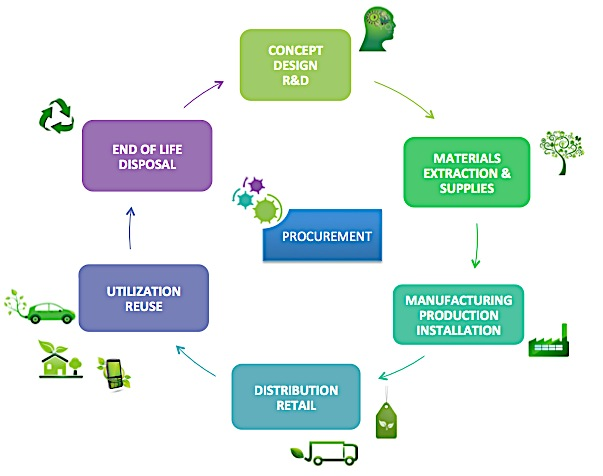 CONCEPT
DESIGN
R&D
MATERIALS
EXTRACTION &
SUPPLIES
MANUFACTURING
PRODUCTION
INSTALLATION
DISTRIBUTION
RETAIL
UTILIZATION
REUSE
END OF LIFE
DISPOSAL
PROCUREMENT